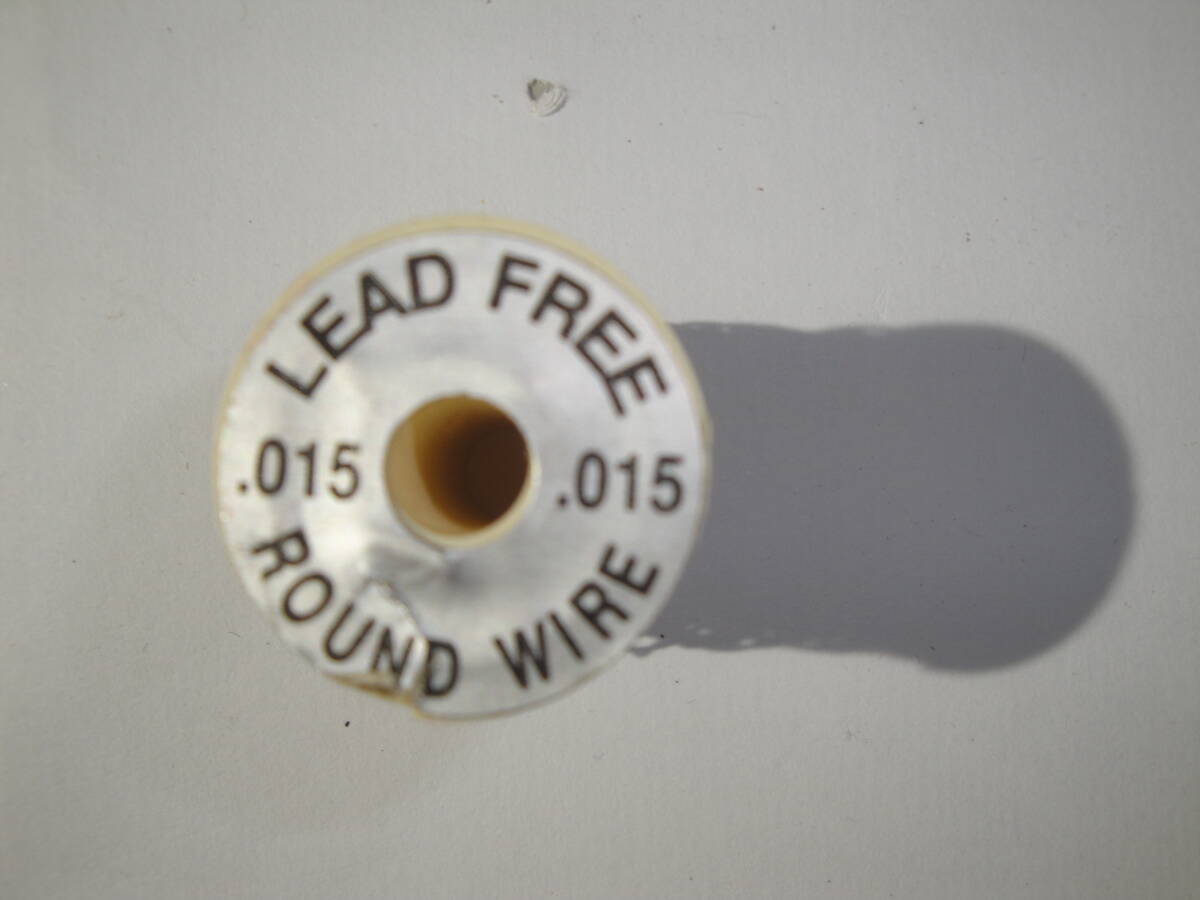 LEAD FREE
.015 .015
ROUND WIRE